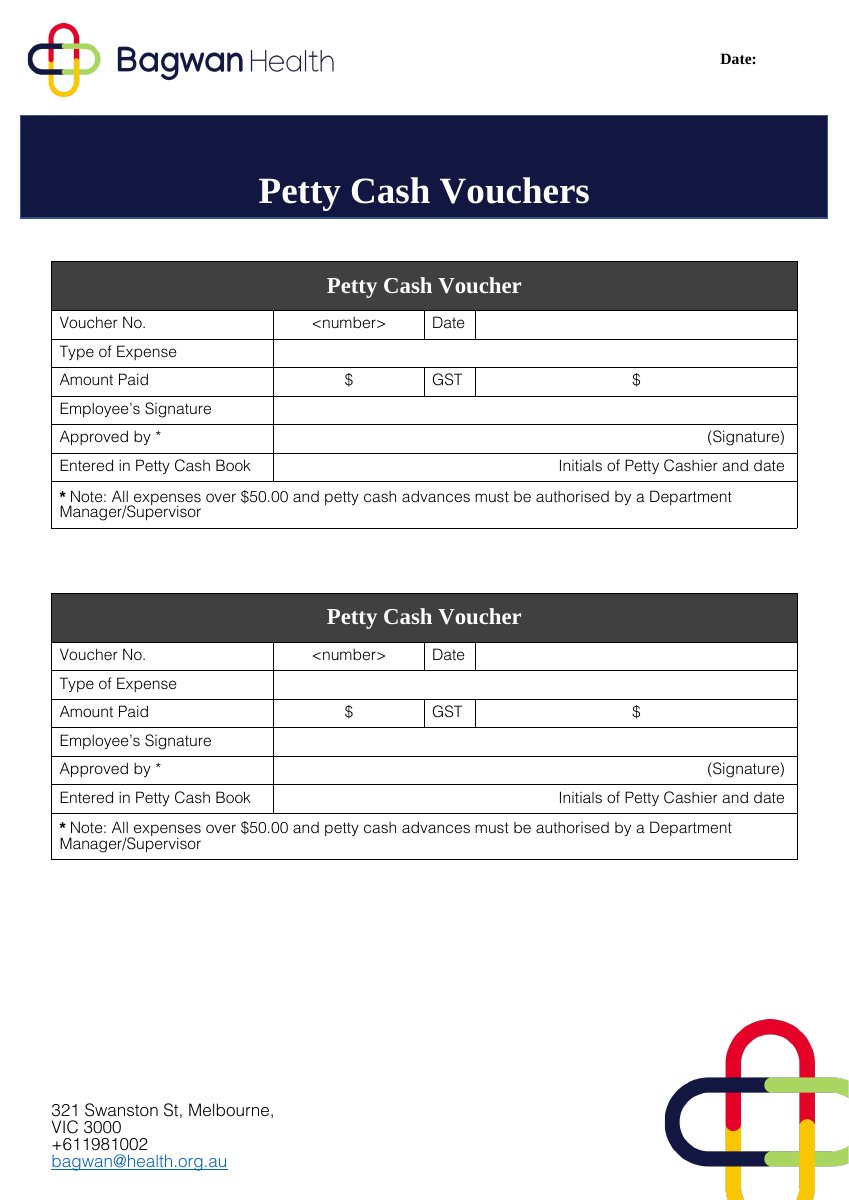 Bagwan Health
Date:
Petty Cash Vouchers
Petty Cash Voucher
Voucher No. <number> Date
Type of Expense
Amount Paid $ GST $
Employee’s Signature
Approved by * (Signature)
Entered in Petty Cash Book Initials of Petty Cashier and date
* Note: All expenses over $50.00 and petty cash advances must be authorised by a Department
Manager/Supervisor
Petty Cash Voucher
Voucher No. <number> Date
Type of Expense
Amount Paid $ GST $
Employee’s Signature
Approved by * (Signature)
Entered in Petty Cash Book Initials of Petty Cashier and date
* Note: All expenses over $50.00 and petty cash advances must be authorised by a Department
Manager/Supervisor
321 Swanston St, Melbourne,
VIC 3000
+611981002
bagwan@health.org.au